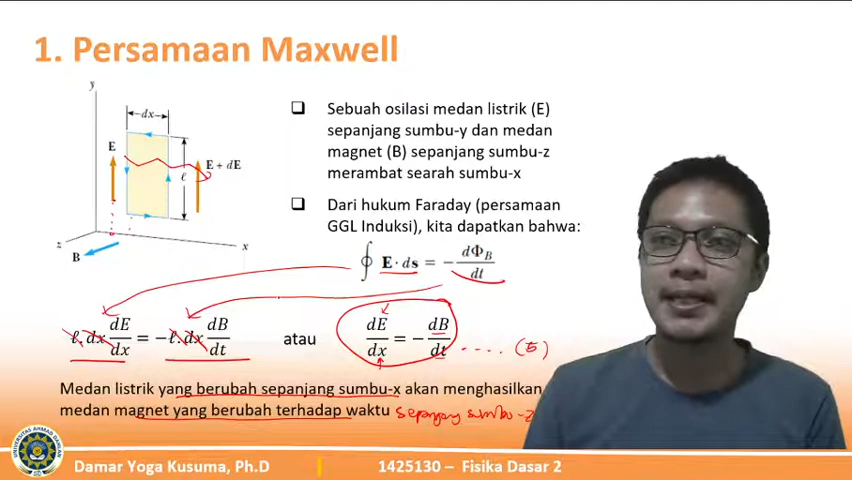 1. Persamaan Maxwell
y
dx
E
E + dE
ℓ
z
B
x
❑ Sebuah osilasi medan listrik (E)
sepanjang sumbu-y dan medan
magnet (B) sepanjang sumbu-z
merambat searah sumbu-x
❑ Dari hukum Faraday (persamaan
GGL Induksi), kita dapatkan bahwa:
∮ E · ds = − dΦB/dt
ℓ.dx dE/dx = −ℓ.dx dB/dt atau dE/dx = − dB/dt .... (5)
Medan listrik yang berubah sepanjang sumbu-x akan menghasilkan
medan magnet yang berubah terhadap waktu sepanjang sumbu-z
Damar Yoga Kusuma, Ph.D 1425130 – Fisika Dasar 2